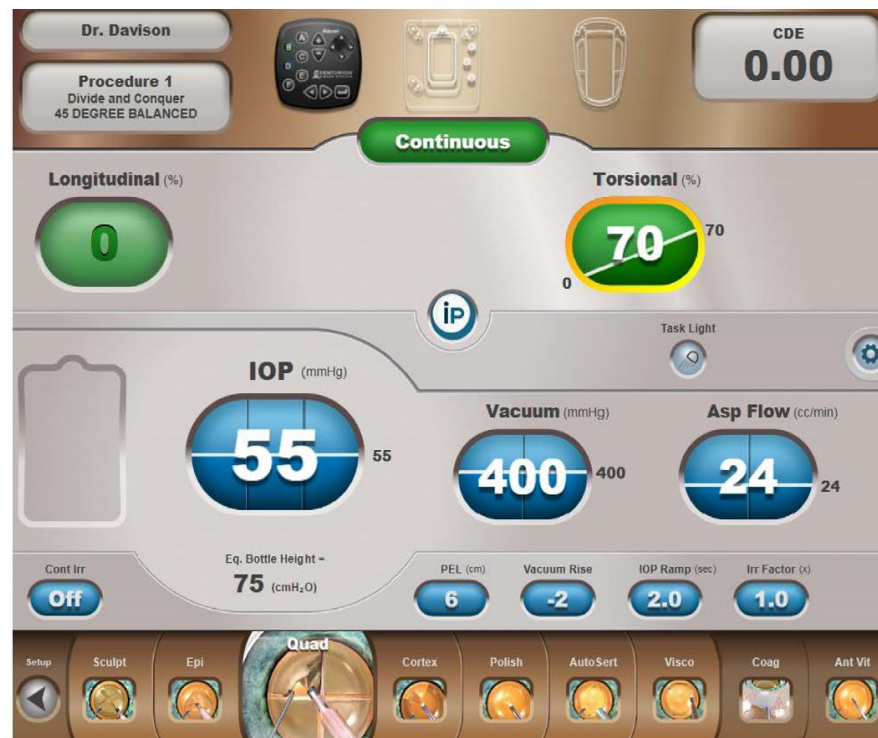 Dr. Davison
Procedure 1
Divide and Conquer
45 DEGREE BALANCED
CDE
0.00
Continuous
Longitudinal (%)
0
Torsional (%)
70
70
0
iP
Task Light
IOP (mmHg)
55
55
Vacuum (mmHg)
400
400
Asp Flow (cc/min)
24
24
Eq. Bottle Height =
75 (cmH₂O)
Cont Irr
Off
PEL (cm)
6
Vacuum Rise
-2
IOP Ramp (sec)
2.0
Irr Factor (x)
1.0
Setup
Sculpt
Epi
Quad
Cortex
Polish
AutoSert
Visco
Coag
Ant Vit